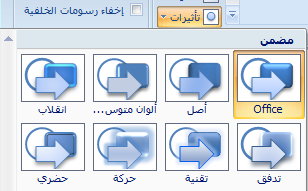 إخفاء رسومات الخلفية
تأثيرات
مضمن
Office أصل ألوان متوس... انقلاب
تدفق تقنية حركة حضري